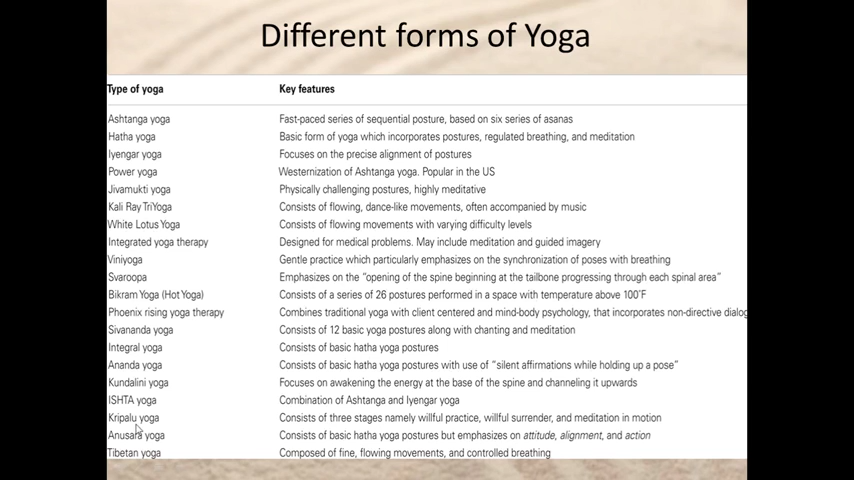 Different forms of Yoga
Type of yoga Key features
Ashtanga yoga Fast-paced series of sequential posture, based on six series of asanas
Hatha yoga Basic form of yoga which incorporates postures, regulated breathing, and meditation
Iyengar yoga Focuses on the precise alignment of postures
Power yoga Westernization of Ashtanga yoga. Popular in the US
Jivamukti yoga Physically challenging postures, highly meditative
Kali Ray TriYoga Consists of flowing, dance-like movements, often accompanied by music
White Lotus Yoga Consists of flowing movements with varying difficulty levels
Integrated yoga therapy Designed for medical problems. May include meditation and guided imagery
Viniyoga Gentle practice which particularly emphasizes on the synchronization of poses with breathing
Svaroopa Emphasizes on the “opening of the spine beginning at the tailbone progressing through each spinal area”
Bikram Yoga (Hot Yoga) Consists of a series of 26 postures performed in a space with temperature above 100°F
Phoenix rising yoga therapy Combines traditional yoga with client centered and mind-body psychology, that incorporates non-directive dialog
Sivananda yoga Consists of 12 basic yoga postures along with chanting and meditation
Integral yoga Consists of basic hatha yoga postures
Ananda yoga Consists of basic hatha yoga postures with use of “silent affirmations while holding up a pose”
Kundalini yoga Focuses on awakening the energy at the base of the spine and channeling it upwards
ISHTA yoga Combination of Ashtanga and Iyengar yoga
Kripalu yoga Consists of three stages namely willful practice, willful surrender, and meditation in motion
Anusara yoga Consists of basic hatha yoga postures but emphasizes on attitude, alignment, and action
Tibetan yoga Composed of fine, flowing movements, and controlled breathing